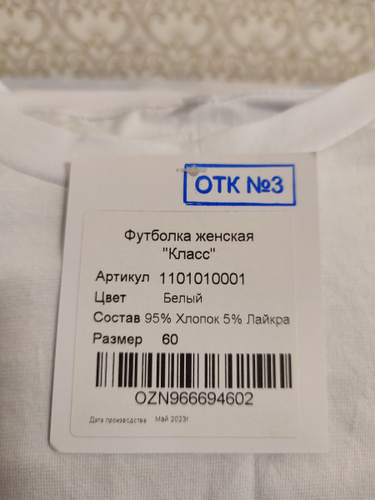 ОТК №3
Футболка женская
"Класс"
Артикул 1101010001
Цвет Белый
Состав 95% Хлопок 5% Лайкра
Размер 60
OZN966694602
Дата производства Май 2023г